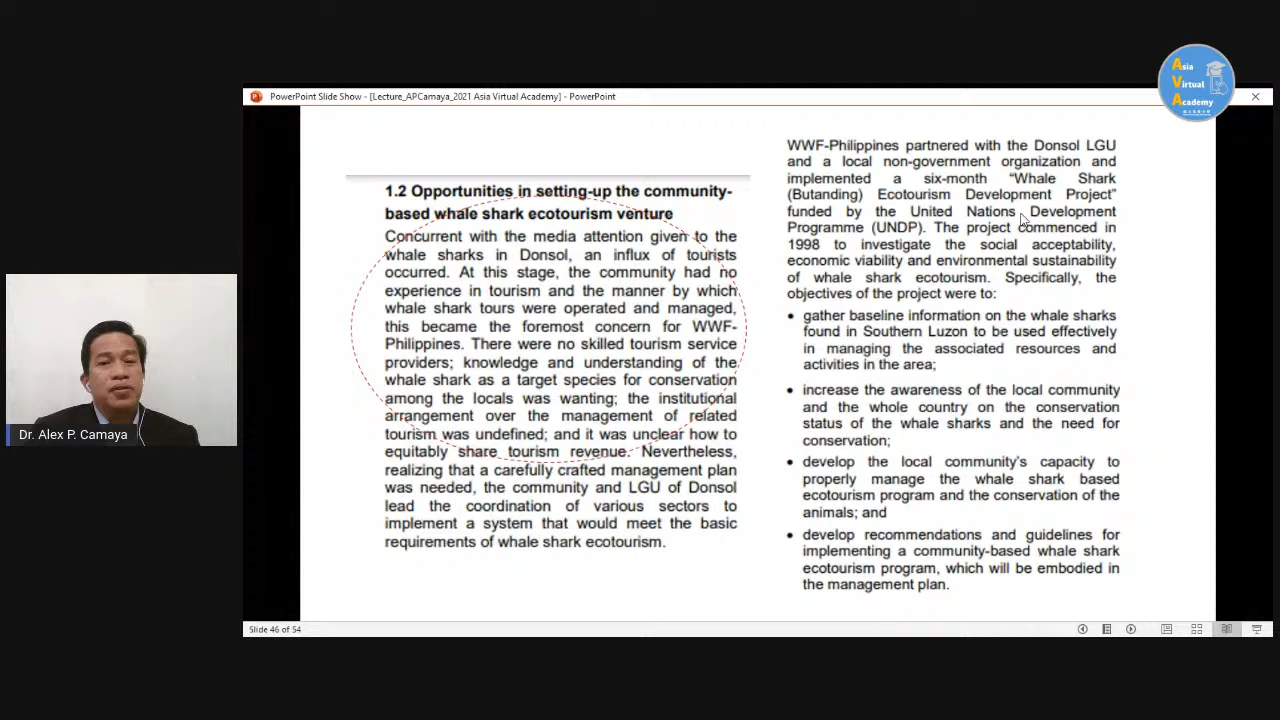 Asia
Virtual
Academy
PowerPoint Slide Show - [Lecture_APCamaya_2021 Asia Virtual Academy] - PowerPoint
1.2 Opportunities in setting-up the community-
based whale shark ecotourism venture
Concurrent with the media attention given to the
whale sharks in Donsol, an influx of tourists
occurred. At this stage, the community had no
experience in tourism and the manner by which
whale shark tours were operated and managed,
this became the foremost concern for WWF-
Philippines. There were no skilled tourism service
providers; knowledge and understanding of the
whale shark as a target species for conservation
among the locals was wanting; the institutional
arrangement over the management of related
tourism was undefined; and it was unclear how to
equitably share tourism revenue. Nevertheless,
realizing that a carefully crafted management plan
was needed, the community and LGU of Donsol
lead the coordination of various sectors to
implement a system that would meet the basic
requirements of whale shark ecotourism.
WWF-Philippines partnered with the Donsol LGU
and a local non-government organization and
implemented a six-month “Whale Shark
(Butanding) Ecotourism Development Project”
funded by the United Nations Development
Programme (UNDP). The project commenced in
1998 to investigate the social acceptability,
economic viability and environmental sustainability
of whale shark ecotourism. Specifically, the
objectives of the project were to:
• gather baseline information on the whale sharks
found in Southern Luzon to be used effectively
in managing the associated resources and
activities in the area;
• increase the awareness of the local community
and the whole country on the conservation
status of the whale sharks and the need for
conservation;
• develop the local community’s capacity to
properly manage the whale shark based
ecotourism program and the conservation of the
animals; and
• develop recommendations and guidelines for
implementing a community-based whale shark
ecotourism program, which will be embodied in
the management plan.
Dr. Alex P. Camaya
Slide 46 of 54